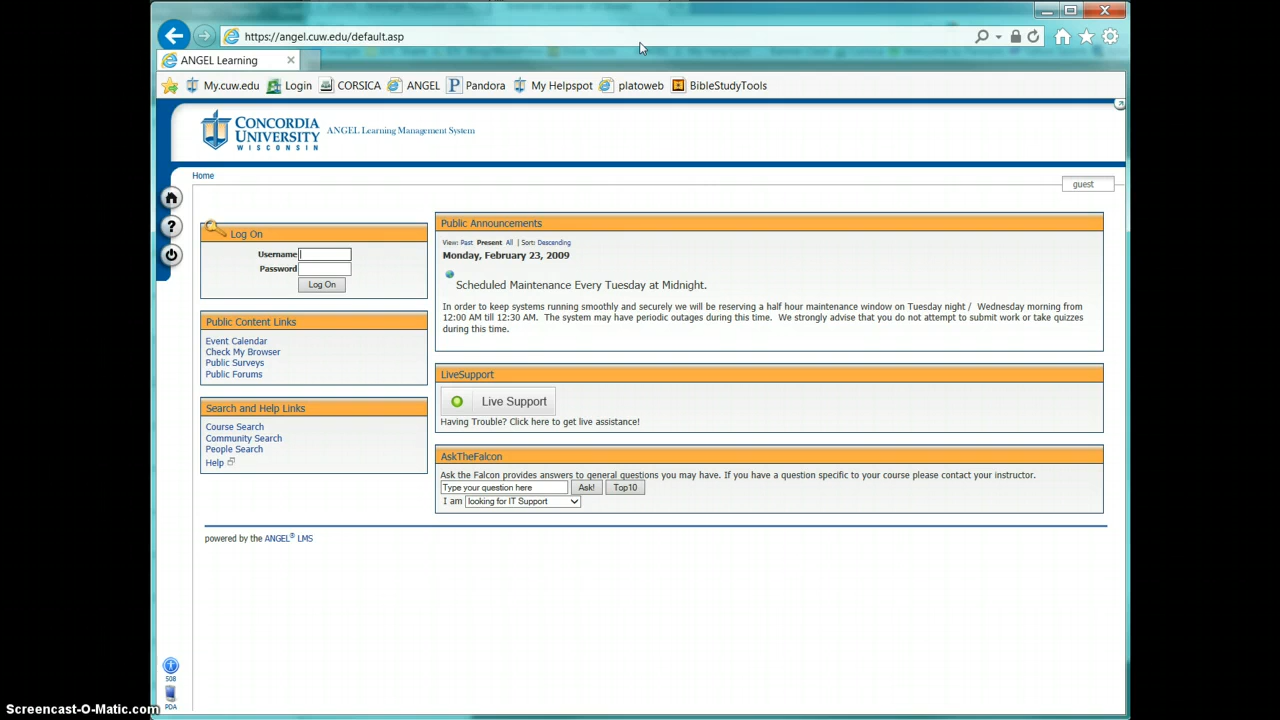 https://angel.cuw.edu/default.asp
ANGEL Learning
My.cuw.edu Login CORSICA ANGEL Pandora My Helpspot platoweb BibleStudyTools
CONCORDIA
UNIVERSITY
WISCONSIN
ANGEL Learning Management System
Home
guest
Log On
Username
Password
Log On
Public Content Links
Event Calendar
Check My Browser
Public Surveys
Public Forums
Search and Help Links
Course Search
Community Search
People Search
Help
Public Announcements
View: Past Present All | Sort: Descending
Monday, February 23, 2009
Scheduled Maintenance Every Tuesday at Midnight.
In order to keep systems running smoothly and securely we will be reserving a half hour maintenance window on Tuesday night / Wednesday morning from
12:00 AM till 12:30 AM. The system may have periodic outages during this time. We strongly advise that you do not attempt to submit work or take quizzes
during this time.
LiveSupport
Live Support
Having Trouble? Click here to get live assistance!
AskTheFalcon
Ask the Falcon provides answers to general questions you may have. If you have a question specific to your course please contact your instructor.
Type your question here Ask! Top10
I am looking for IT Support
powered by the ANGEL® LMS
508
PDA
Screencast-O-Matic.com